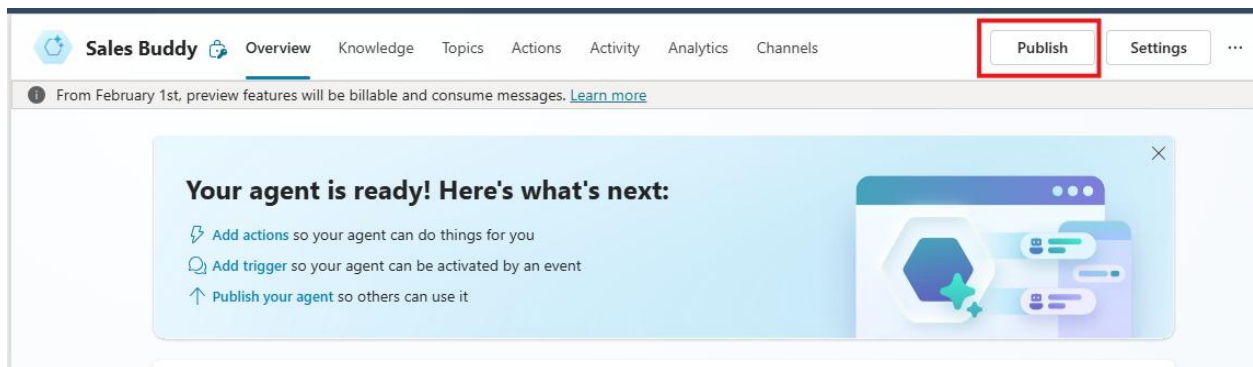 Sales Buddy Overview Knowledge Topics Actions Activity Analytics Channels Publish Settings ...
From February 1st, preview features will be billable and consume messages. Learn more
Your agent is ready! Here's what's next:
Add actions so your agent can do things for you
Add trigger so your agent can be activated by an event
Publish your agent so others can use it